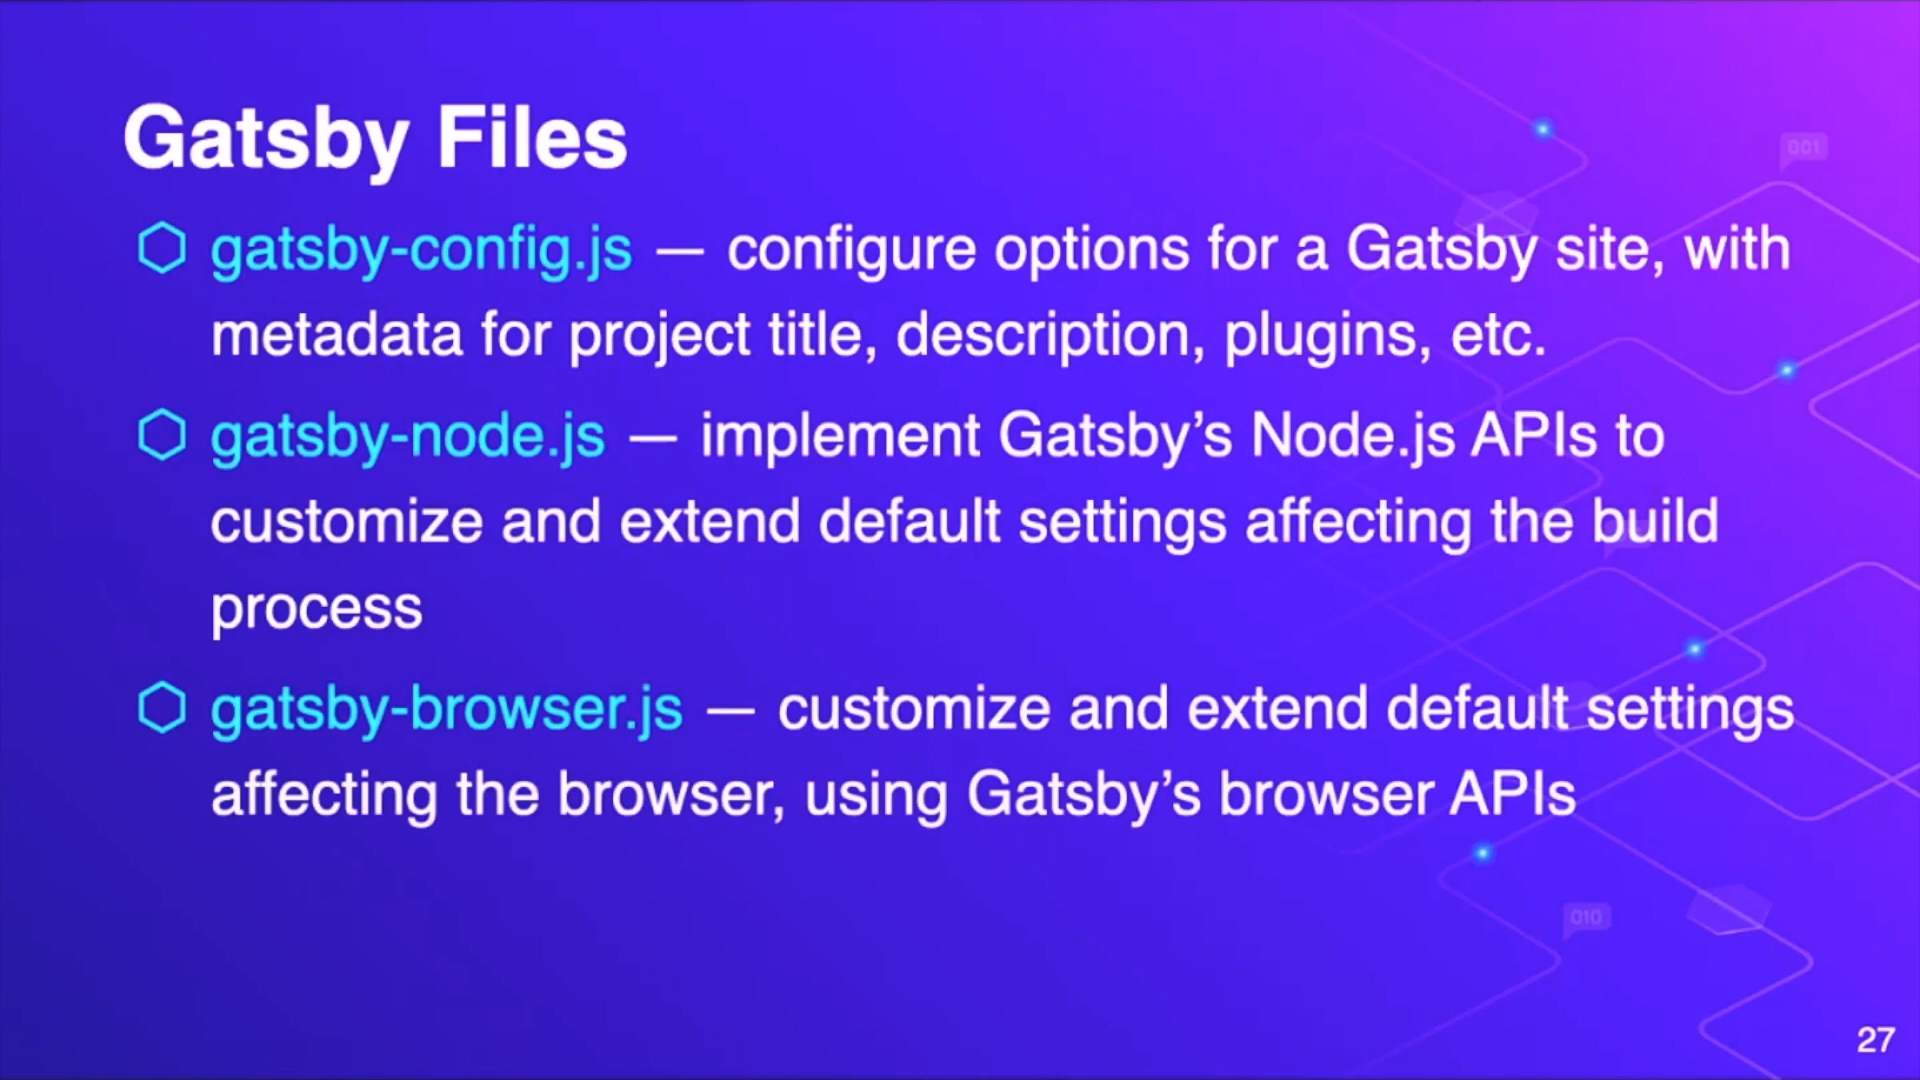 Gatsby Files
gatsby-config.js — configure options for a Gatsby site, with
metadata for project title, description, plugins, etc.
gatsby-node.js — implement Gatsby’s Node.js APIs to
customize and extend default settings affecting the build
process
gatsby-browser.js — customize and extend default settings
affecting the browser, using Gatsby’s browser APIs
001
010
27